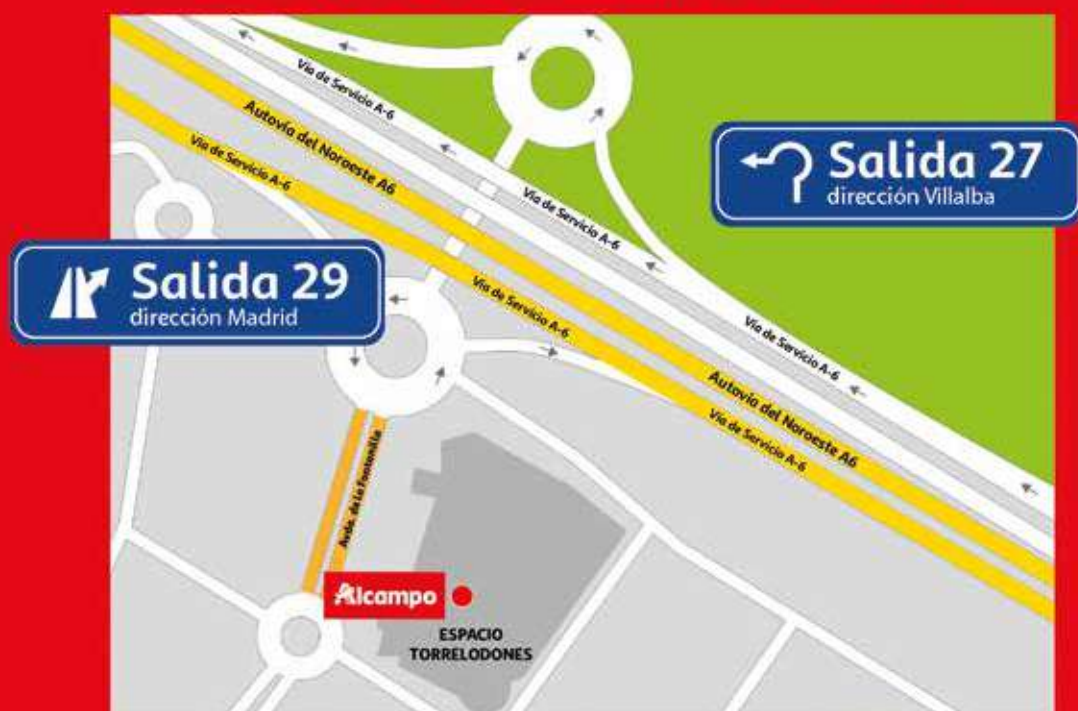 Vía de Servicio A-6
Autovía del Noroeste A6
Vía de Servicio A-6
Salida 27
dirección Villalba
Vía de Servicio A-6
Salida 29
dirección Madrid
Vía de Servicio A-6
Vía de Servicio A-6
Autovía del Noroeste A6
Vía de Servicio A-6
Avda. de La Fontanilla
Alcampo
ESPACIO
TORRELODONES